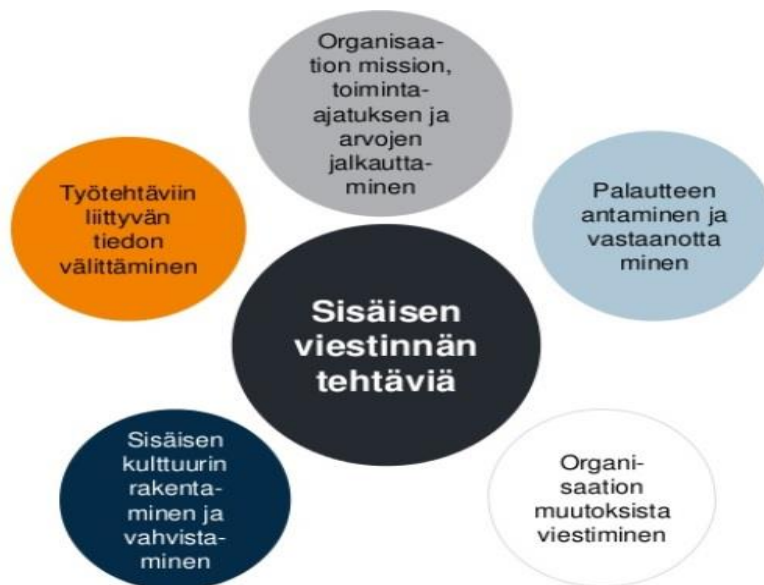 Organisaa-
tion mission,
toiminta-
ajatuksen ja
arvojen
jalkautta-
minen
Työtehtäviin
liittyvän
tiedon
välittäminen
Palautteen
antaminen ja
vastaanotta
minen
Sisäisen
viestinnän
tehtäviä
Sisäisen
kulttuurin
rakenta-
minen ja
vahvista-
minen
Organi-
saation
muutoksista
viestiminen